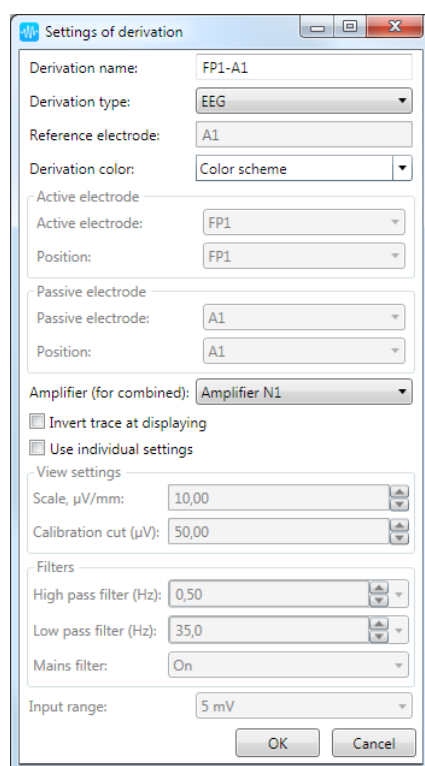 Settings of derivation
Derivation name: FP1-A1
Derivation type: EEG
Reference electrode: A1
Derivation color: Color scheme
Active electrode
Active electrode: FP1
Position: FP1
Passive electrode
Passive electrode: A1
Position: A1
Amplifier (for combined): Amplifier N1
Invert trace at displaying
Use individual settings
View settings
Scale, µV/mm: 10,00
Calibration cut (µV): 50,00
Filters
High pass filter (Hz): 0,50
Low pass filter (Hz): 35,0
Mains filter: On
Input range: 5 mV
OK Cancel